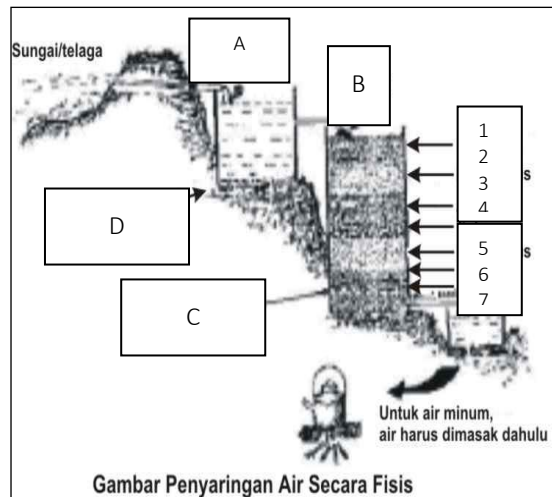 Sungai/telaga
A
B
1
2
3
s
4
5
s
6
7
D
C
Untuk air minum,
air harus dimasak dahulu
Gambar Penyaringan Air Secara Fisis